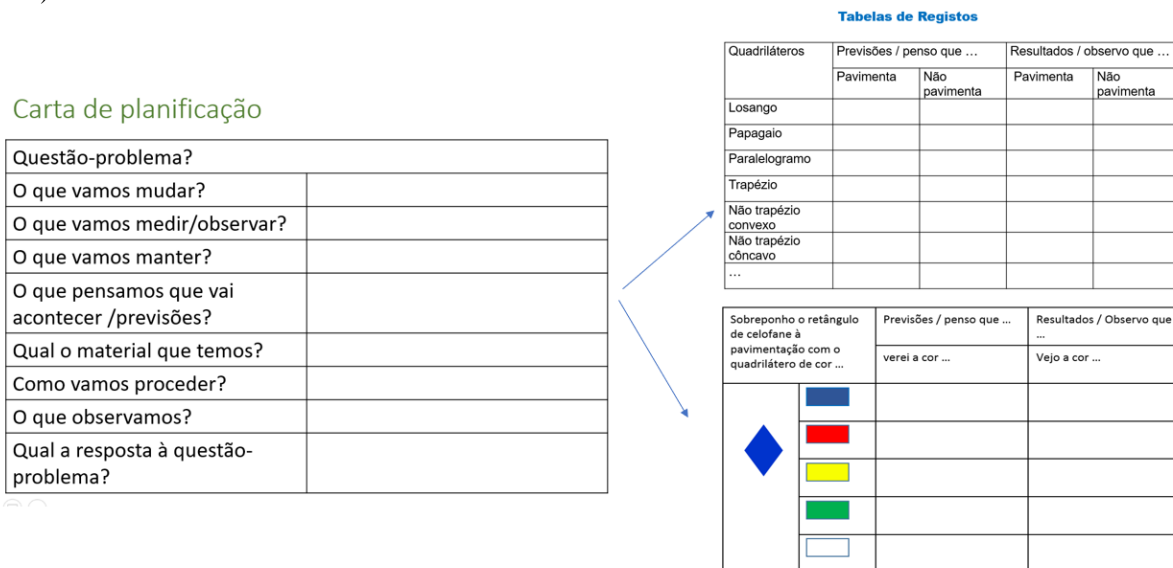 Carta de planificação
Questão-problema?
O que vamos mudar?
O que vamos medir/observar?
O que vamos manter?
O que pensamos que vai
acontecer /previsões?
Qual o material que temos?
Como vamos proceder?
O que observamos?
Qual a resposta à questão-
problema?
Tabelas de Registos
Quadriláteros Previsões / penso que ... Resultados / observo que ...
Pavimenta Não
pavimenta Pavimenta Não
pavimenta
Losango
Papagaio
Paralelogramo
Trapézio
Não trapézio
convexo
Não trapézio
côncavo
...
Sobreponho o retângulo
de celofane à
pavimentação com o
quadrilátero de cor ...
Previsões / penso que ...
Resultados / Observo que
...
verei a cor ...
Vejo a cor ...